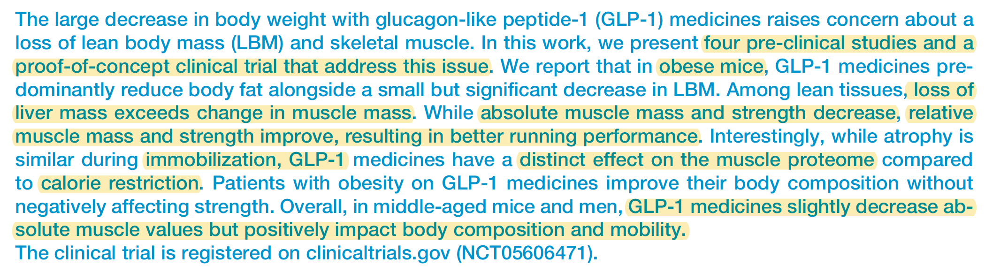 The large decrease in body weight with glucagon-like peptide-1 (GLP-1) medicines raises concern about a
loss of lean body mass (LBM) and skeletal muscle. In this work, we present four pre-clinical studies and a
proof-of-concept clinical trial that address this issue. We report that in obese mice, GLP-1 medicines pre-
dominantly reduce body fat alongside a small but significant decrease in LBM. Among lean tissues, loss of
liver mass exceeds change in muscle mass. While absolute muscle mass and strength decrease, relative
muscle mass and strength improve, resulting in better running performance. Interestingly, while atrophy is
similar during immobilization, GLP-1 medicines have a distinct effect on the muscle proteome compared
to calorie restriction. Patients with obesity on GLP-1 medicines improve their body composition without
negatively affecting strength. Overall, in middle-aged mice and men, GLP-1 medicines slightly decrease ab-
solute muscle values but positively impact body composition and mobility.
The clinical trial is registered on clinicaltrials.gov (NCT05606471).